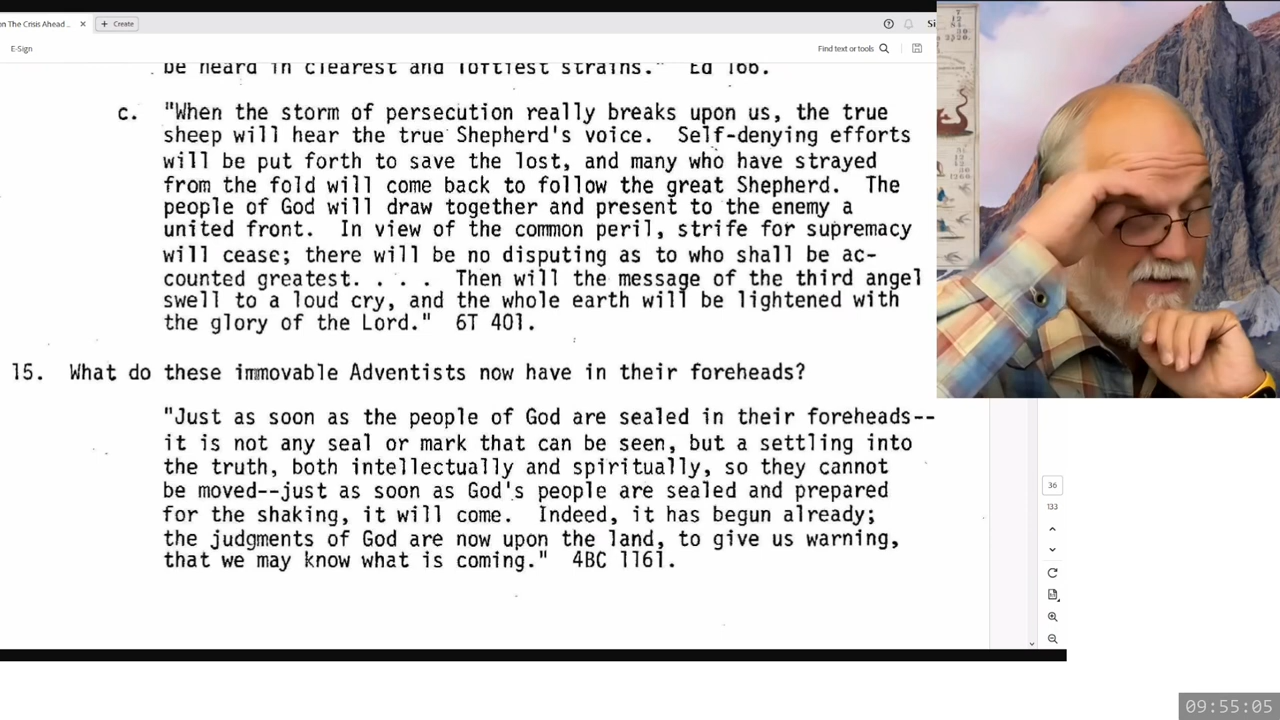 on The Crisis Ahead... × + Create
Si
E-Sign
Find text or tools
be heard in clearest and loftiest strains." Ed 166.
c. "When the storm of persecution really breaks upon us, the true
sheep will hear the true Shepherd's voice. Self-denying efforts
will be put forth to save the lost, and many who have strayed
from the fold will come back to follow the great Shepherd. The
people of God will draw together and present to the enemy a
united front. In view of the common peril, strife for supremacy
will cease; there will be no disputing as to who shall be ac-
counted greatest. . . . Then will the message of the third angel
swell to a loud cry, and the whole earth will be lightened with
the glory of the Lord." 6T 401.
15. What do these immovable Adventists now have in their foreheads?
"Just as soon as the people of God are sealed in their foreheads--
it is not any seal or mark that can be seen, but a settling into
the truth, both intellectually and spiritually, so they cannot
be moved--just as soon as God's people are sealed and prepared
for the shaking, it will come. Indeed, it has begun already;
the judgments of God are now upon the land, to give us warning,
that we may know what is coming." 4BC 1161.
36
133
09:55:05